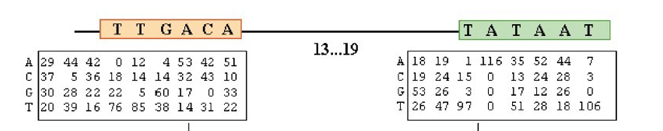 T T G A C A T A T A A T
13...19
A 29 44 42 0 12 4 53 42 51 A 18 19 1 116 35 52 44 7
C 37 5 36 18 14 14 32 43 10 C 19 24 15 0 13 24 28 3
G 30 28 22 22 5 60 17 0 33 G 53 26 3 0 17 12 26 0
T 20 39 16 76 85 38 14 31 22 T 26 47 97 0 51 28 18 106